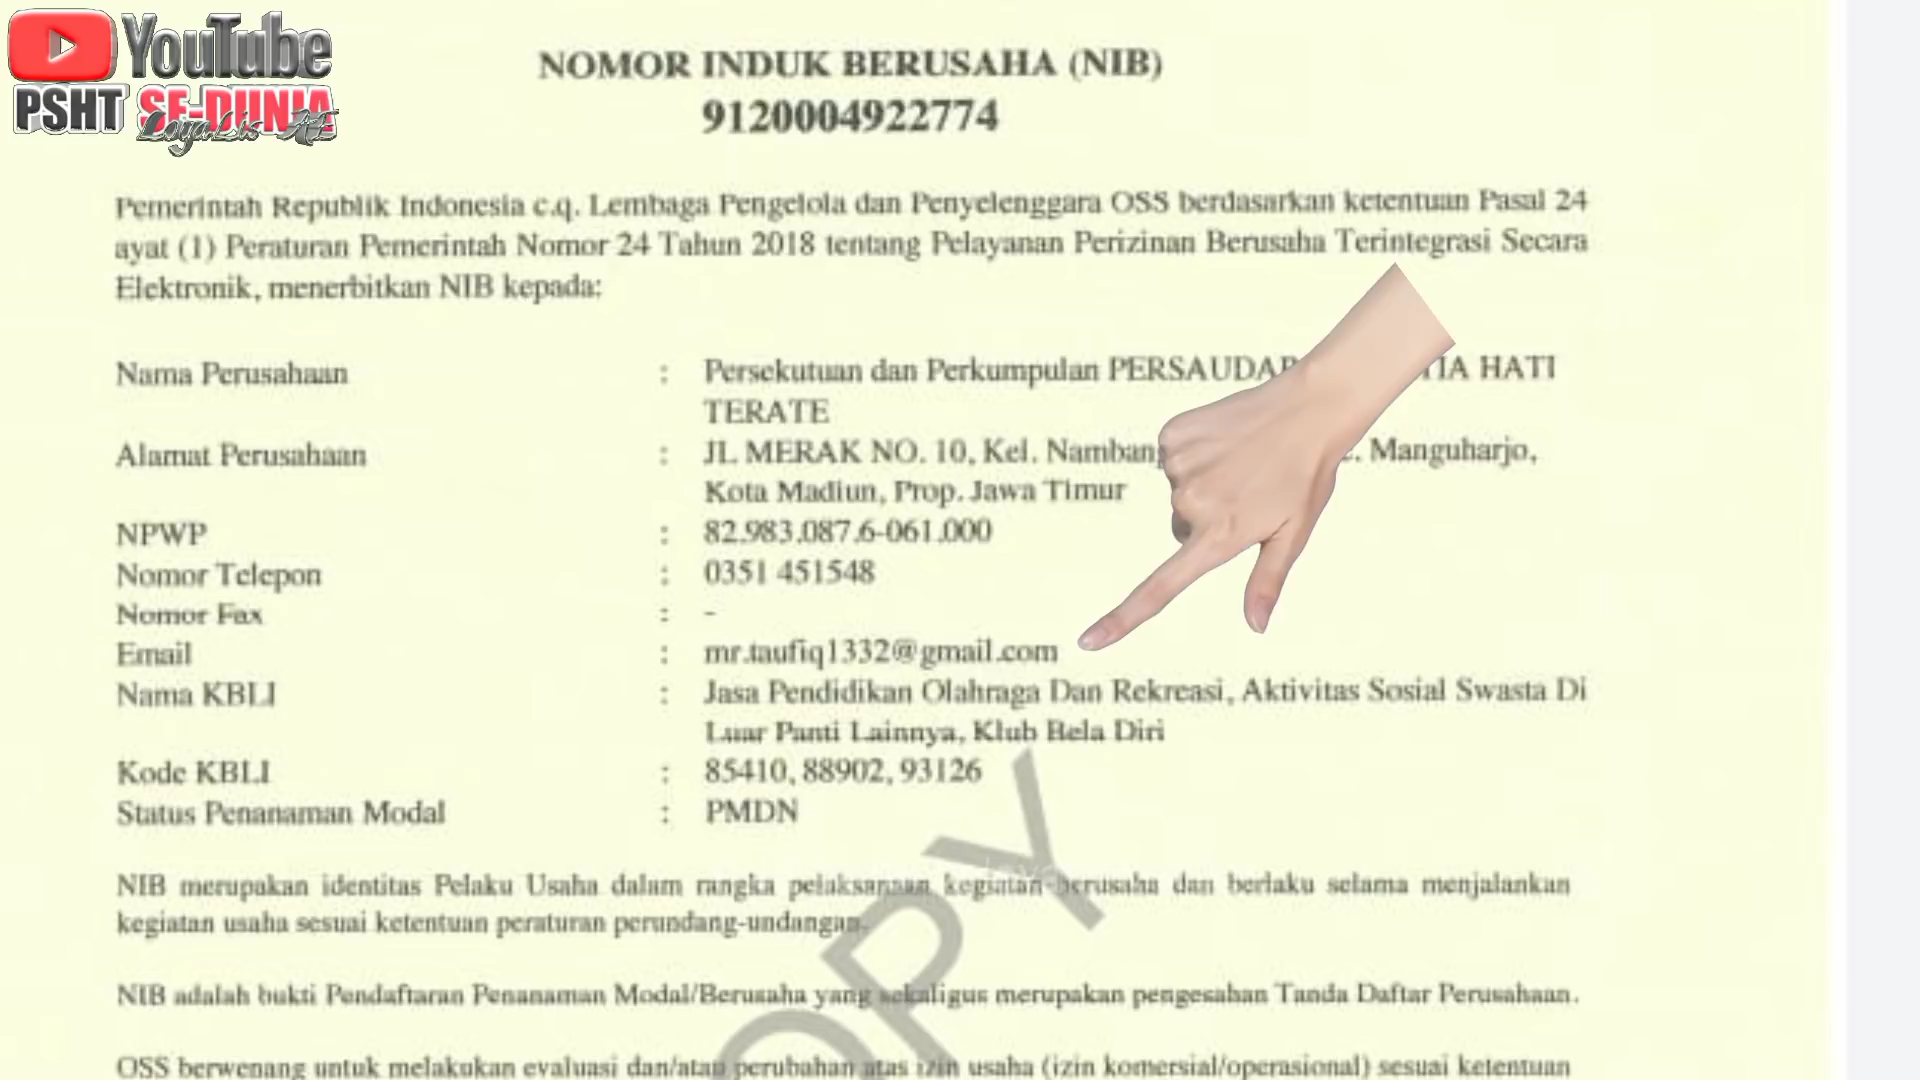 YouTube
PSHT SE-DUNIA
NOMOR INDUK BERUSAHA (NIB)
9120004922774
Pemerintah Republik Indonesia c.q. Lembaga Pengelola dan Penyelenggara OSS berdasarkan ketentuan Pasal 24
ayat (1) Peraturan Pemerintah Nomor 24 Tahun 2018 tentang Pelayanan Perizinan Berusaha Terintegrasi Secara
Elektronik, menerbitkan NIB kepada:
Nama Perusahaan : Persekutuan dan Perkumpulan HATI
TERATE
Alamat Perusahaan : JL MERAK NO. 10, Kel. Manguharjo,
Kota Madiun, Prop. Jawa Timur
NPWP : 82.983.087.6-061.000
Nomor Telepon : 0351 451548
Nomor Fax : -
Email : mr.taufiq1332@gmail.com
Nama KBLI : Jasa Pendidikan Olahraga Dan Rekreasi, Aktivitas Sosial Swasta Di
Luar Panti Lainnya, Klub Bela Diri
Kode KBLI : 85410, 88902, 93126
Status Penanaman Modal : PMDN
NIB merupakan identitas Pelaku Usaha dalam rangka pelaksanaan kegiatan berusaha dan berlaku selama menjalankan
kegiatan usaha sesuai ketentuan peraturan perundang-undangan.
NIB adalah bukti Pendaftaran Penanaman Modal/Berusaha yang sekaligus merupakan pengesahan Tanda Daftar Perusahaan.
OSS berwenang untuk melakukan evaluasi dan/atau perubahan atas izin usaha (izin komersial/operasional) sesuai ketentuan